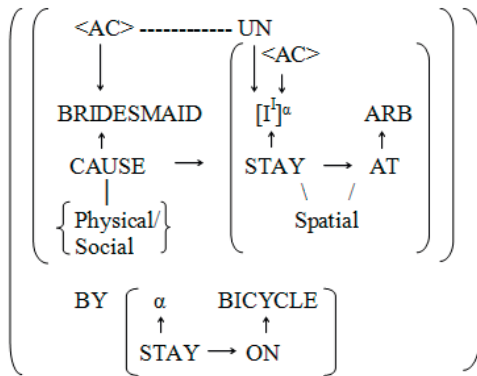 <AC> UN
<AC>
BRIDESMAID [I^I]^α ARB
CAUSE STAY AT
Physical/ Spatial
Social
BY α BICYCLE
STAY ON